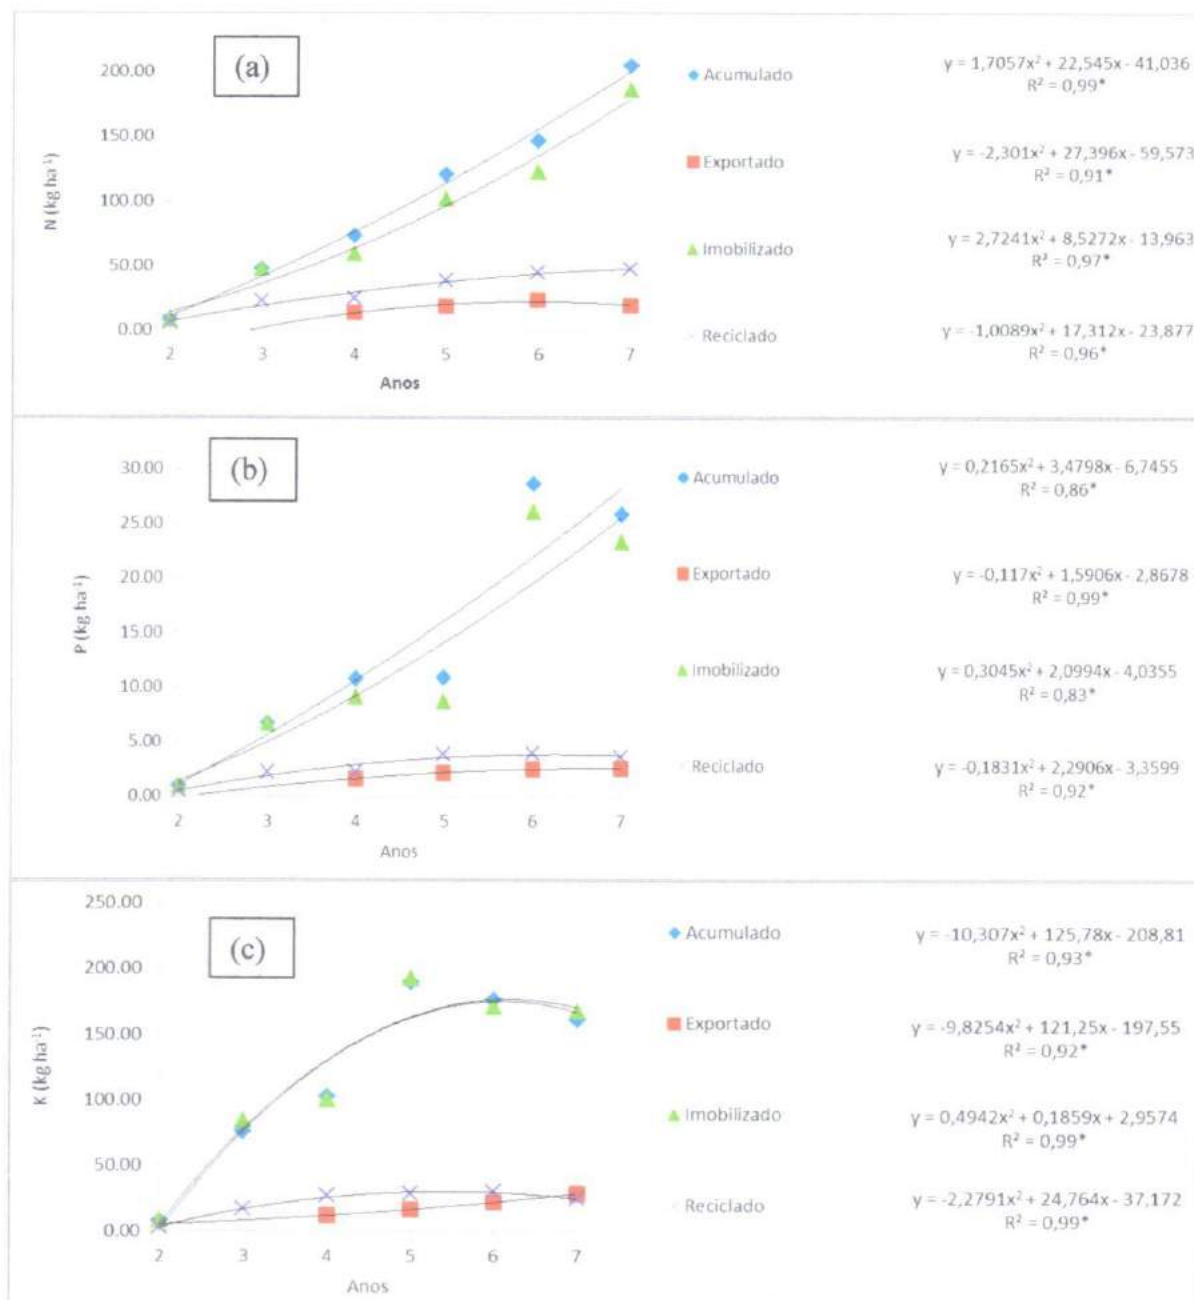 (a)
N (kg ha⁻¹)
200.00
150.00
100.00
50.00
0.00
2 3 4 5 6 7
Anos
Acumulado
y = 1,7057x² + 22,545x - 41,036
R² = 0,99*
Exportado
y = -2,301x² + 27,396x - 59,573
R² = 0,91*
Imobilizado
y = 2,7241x² + 8,5272x - 13,963
R² = 0,97*
Reciclado
y = -1,0089x² + 17,312x - 23,877
R² = 0,96*
(b)
P (kg ha⁻¹)
30.00
25.00
20.00
15.00
10.00
5.00
0.00
2 3 4 5 6 7
Anos
Acumulado
y = 0,2165x² + 3,4798x - 6,7455
R² = 0,86*
Exportado
y = -0,117x² + 1,5906x - 2,8678
R² = 0,99*
Imobilizado
y = 0,3045x² + 2,0994x - 4,0355
R² = 0,83*
Reciclado
y = -0,1831x² + 2,2906x - 3,3599
R² = 0,92*
(c)
K (kg ha⁻¹)
250.00
200.00
150.00
100.00
50.00
0.00
2 3 4 5 6 7
Anos
Acumulado
y = -10,307x² + 125,78x - 208,81
R² = 0,93*
Exportado
y = -9,8254x² + 121,25x - 197,55
R² = 0,92*
Imobilizado
y = 0,4942x² + 0,1859x + 2,9574
R² = 0,99*
Reciclado
y = -2,2791x² + 24,764x - 37,172
R² = 0,99*